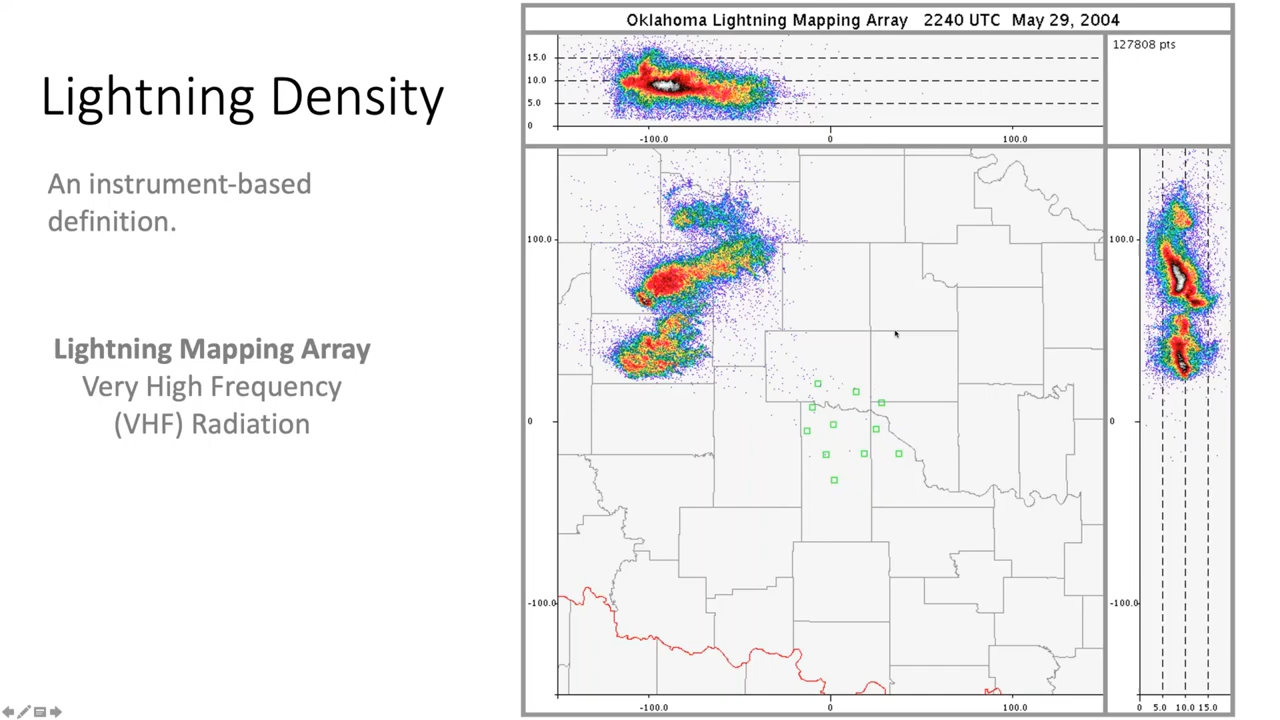 Lightning Density
An instrument-based
definition.
Lightning Mapping Array
Very High Frequency
(VHF) Radiation
Oklahoma Lightning Mapping Array 2240 UTC May 29, 2004
127808 pts
15.0
10.0
5.0
0
-100.0 0 100.0
100.0
0
-100.0
-100.0 0 100.0
100.0
0
-100.0
0 5.0 10.0 15.0